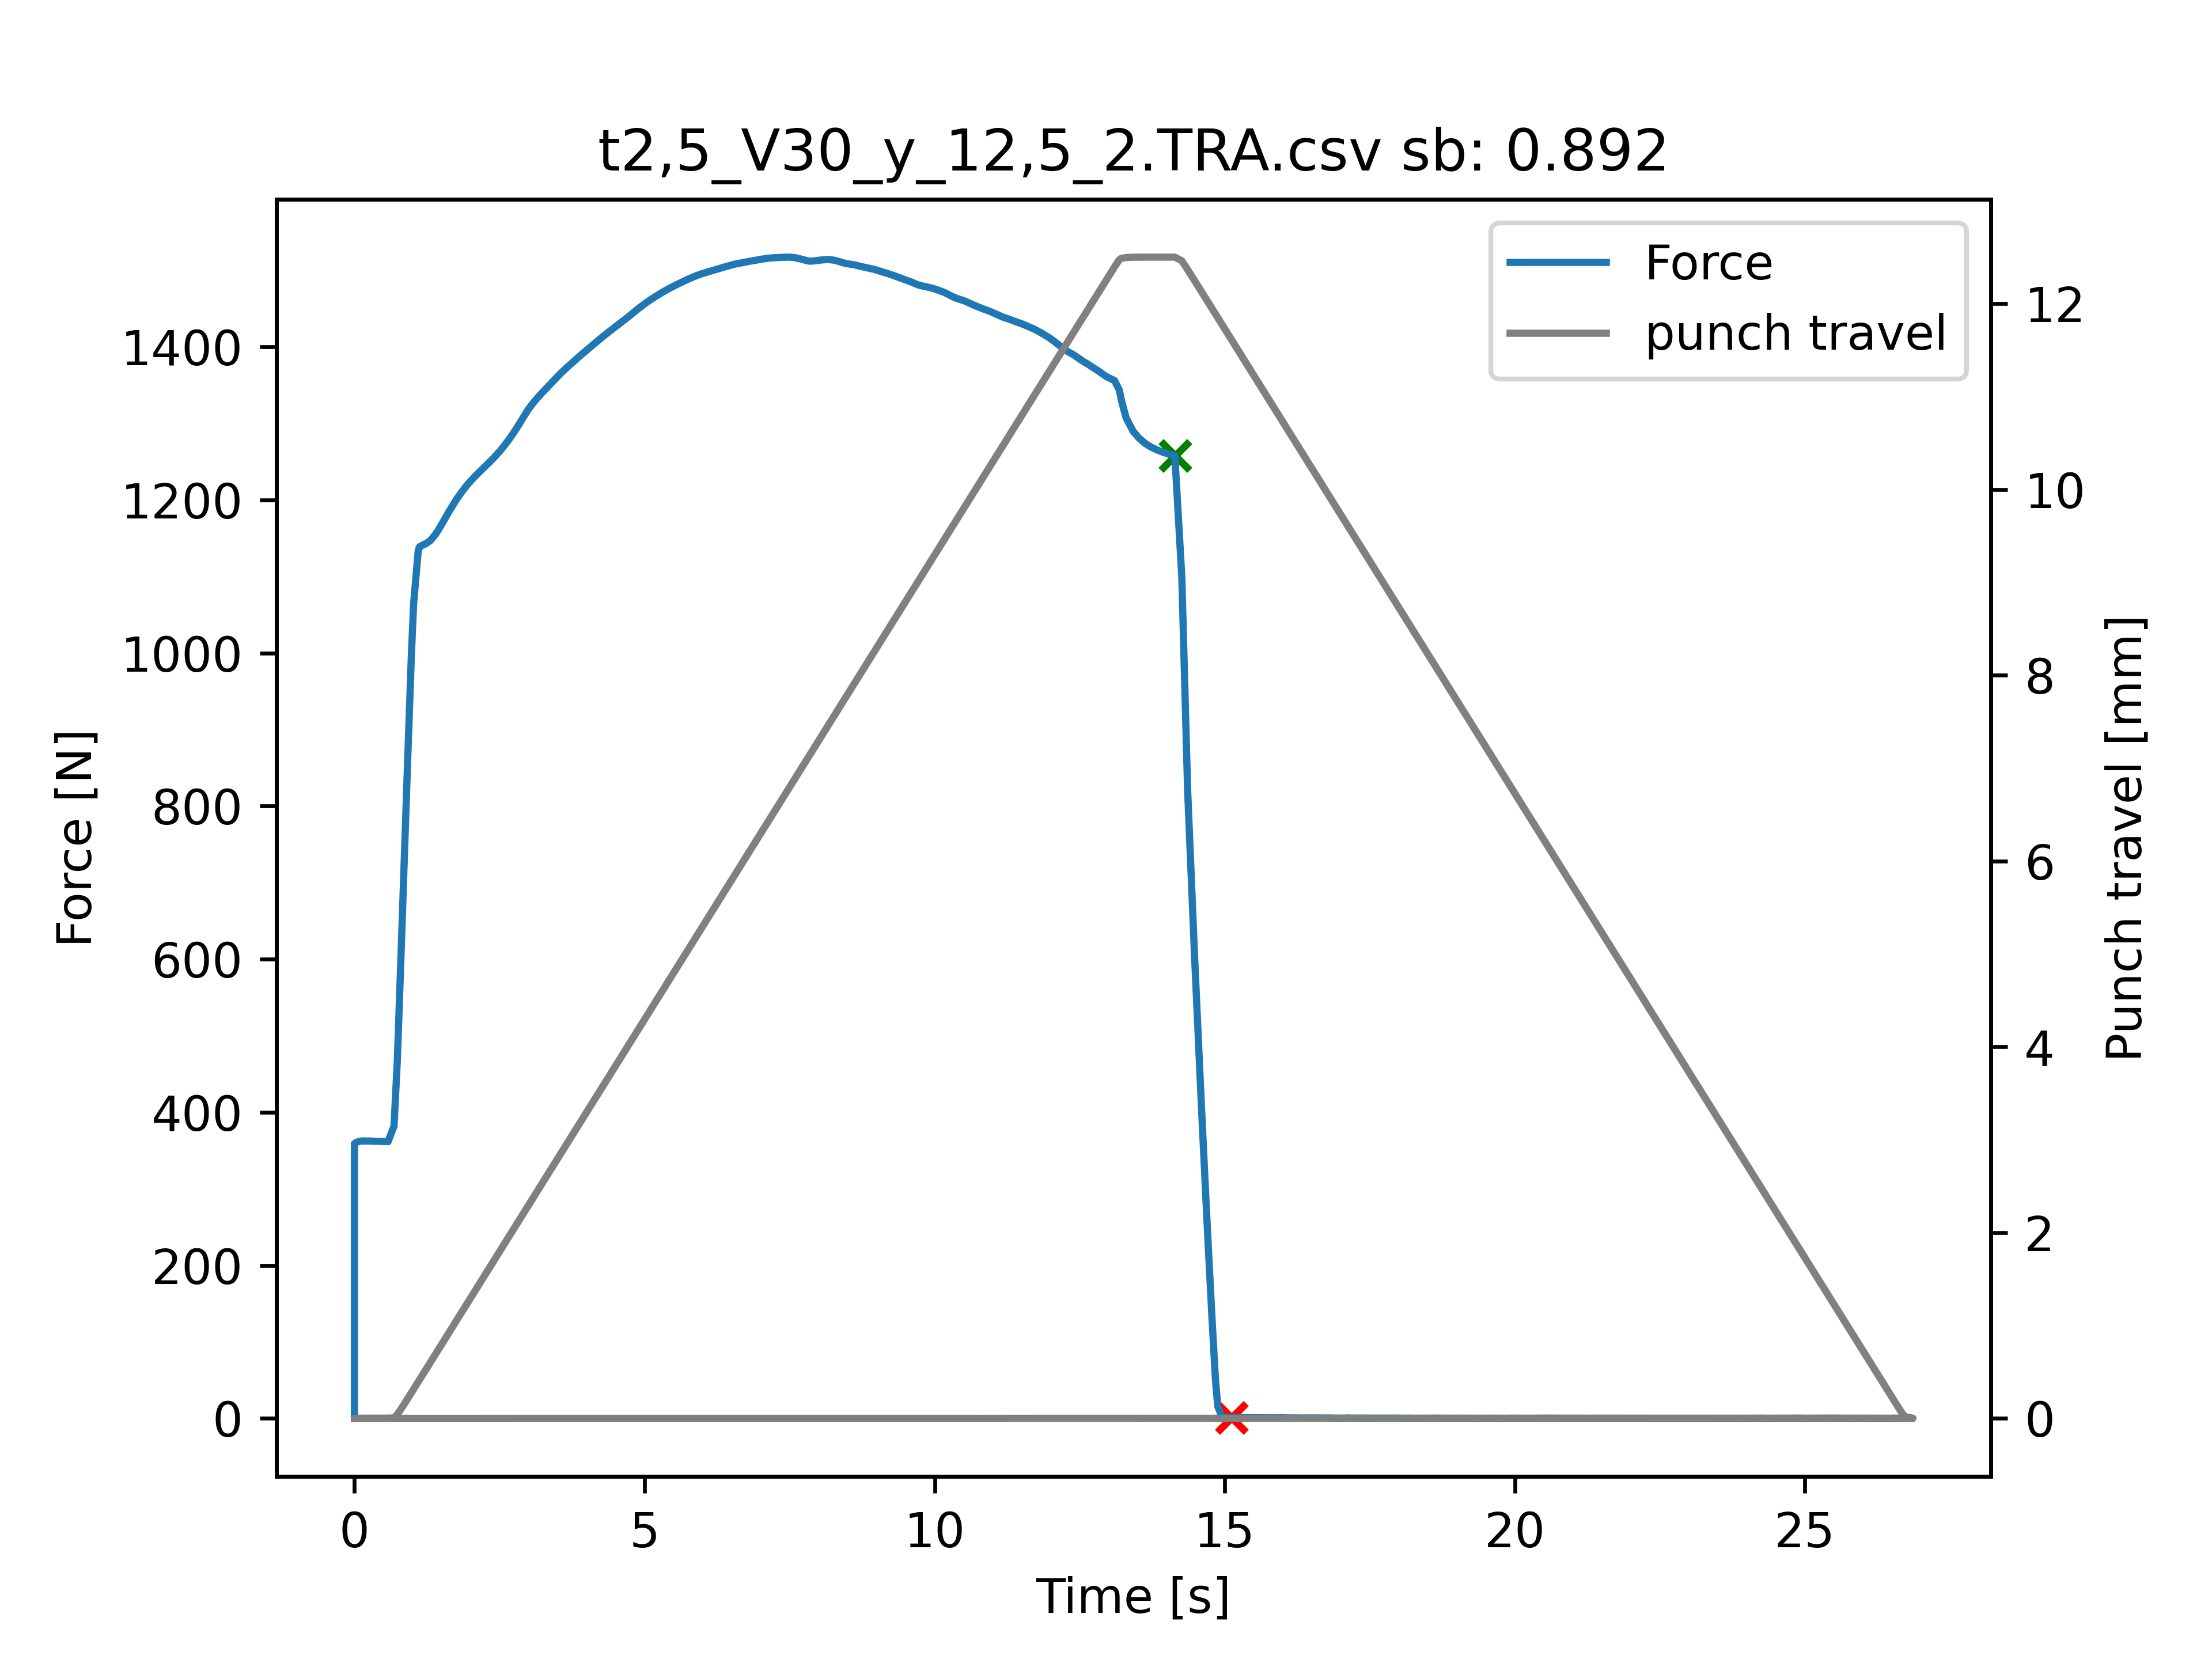 t2,5_V30_y_12,5_2.TRA.csv sb: 0.892
Force
punch travel
1400
1200
1000
800
600
400
200
0
Force [N]
12
10
8
6
4
2
0
Punch travel [mm]
0 5 10 15 20 25
Time [s]